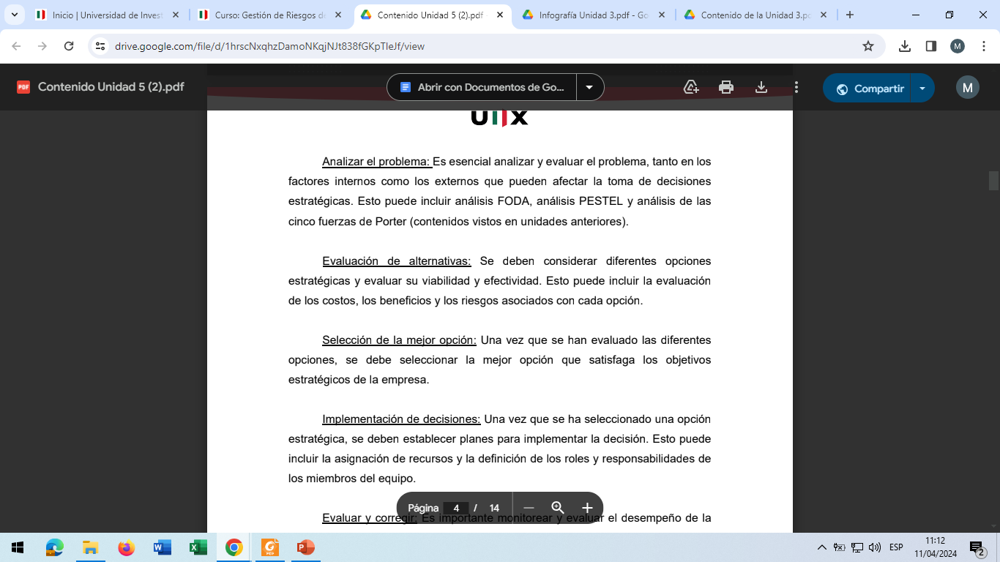 Inicio | Universidad de Invest
Curso: Gestión de Riesgos de
Contenido Unidad 5 (2).pdf
Infografía Unidad 3.pdf - Go
Contenido de la Unidad 3.pd
drive.google.com/file/d/1hrscNxqhzDamoNKqjNJt838fGKpTleJf/view
M
PDF Contenido Unidad 5 (2).pdf
Abrir con Documentos de Go...
Compartir
M
UIIX
Analizar el problema: Es esencial analizar y evaluar el problema, tanto en los
factores internos como los externos que pueden afectar la toma de decisiones
estratégicas. Esto puede incluir análisis FODA, análisis PESTEL y análisis de las
cinco fuerzas de Porter (contenidos vistos en unidades anteriores).
Evaluación de alternativas: Se deben considerar diferentes opciones
estratégicas y evaluar su viabilidad y efectividad. Esto puede incluir la evaluación
de los costos, los beneficios y los riesgos asociados con cada opción.
Selección de la mejor opción: Una vez que se han evaluado las diferentes
opciones, se debe seleccionar la mejor opción que satisfaga los objetivos
estratégicos de la empresa.
Implementación de decisiones: Una vez que se ha seleccionado una opción
estratégica, se deben establecer planes para implementar la decisión. Esto puede
incluir la asignación de recursos y la definición de los roles y responsabilidades de
los miembros del equipo.
Página 4 / 14
Evaluar y corregir: Es importante monitorear y evaluar el desempeño de la
ESP
11:12
11/04/2024
2